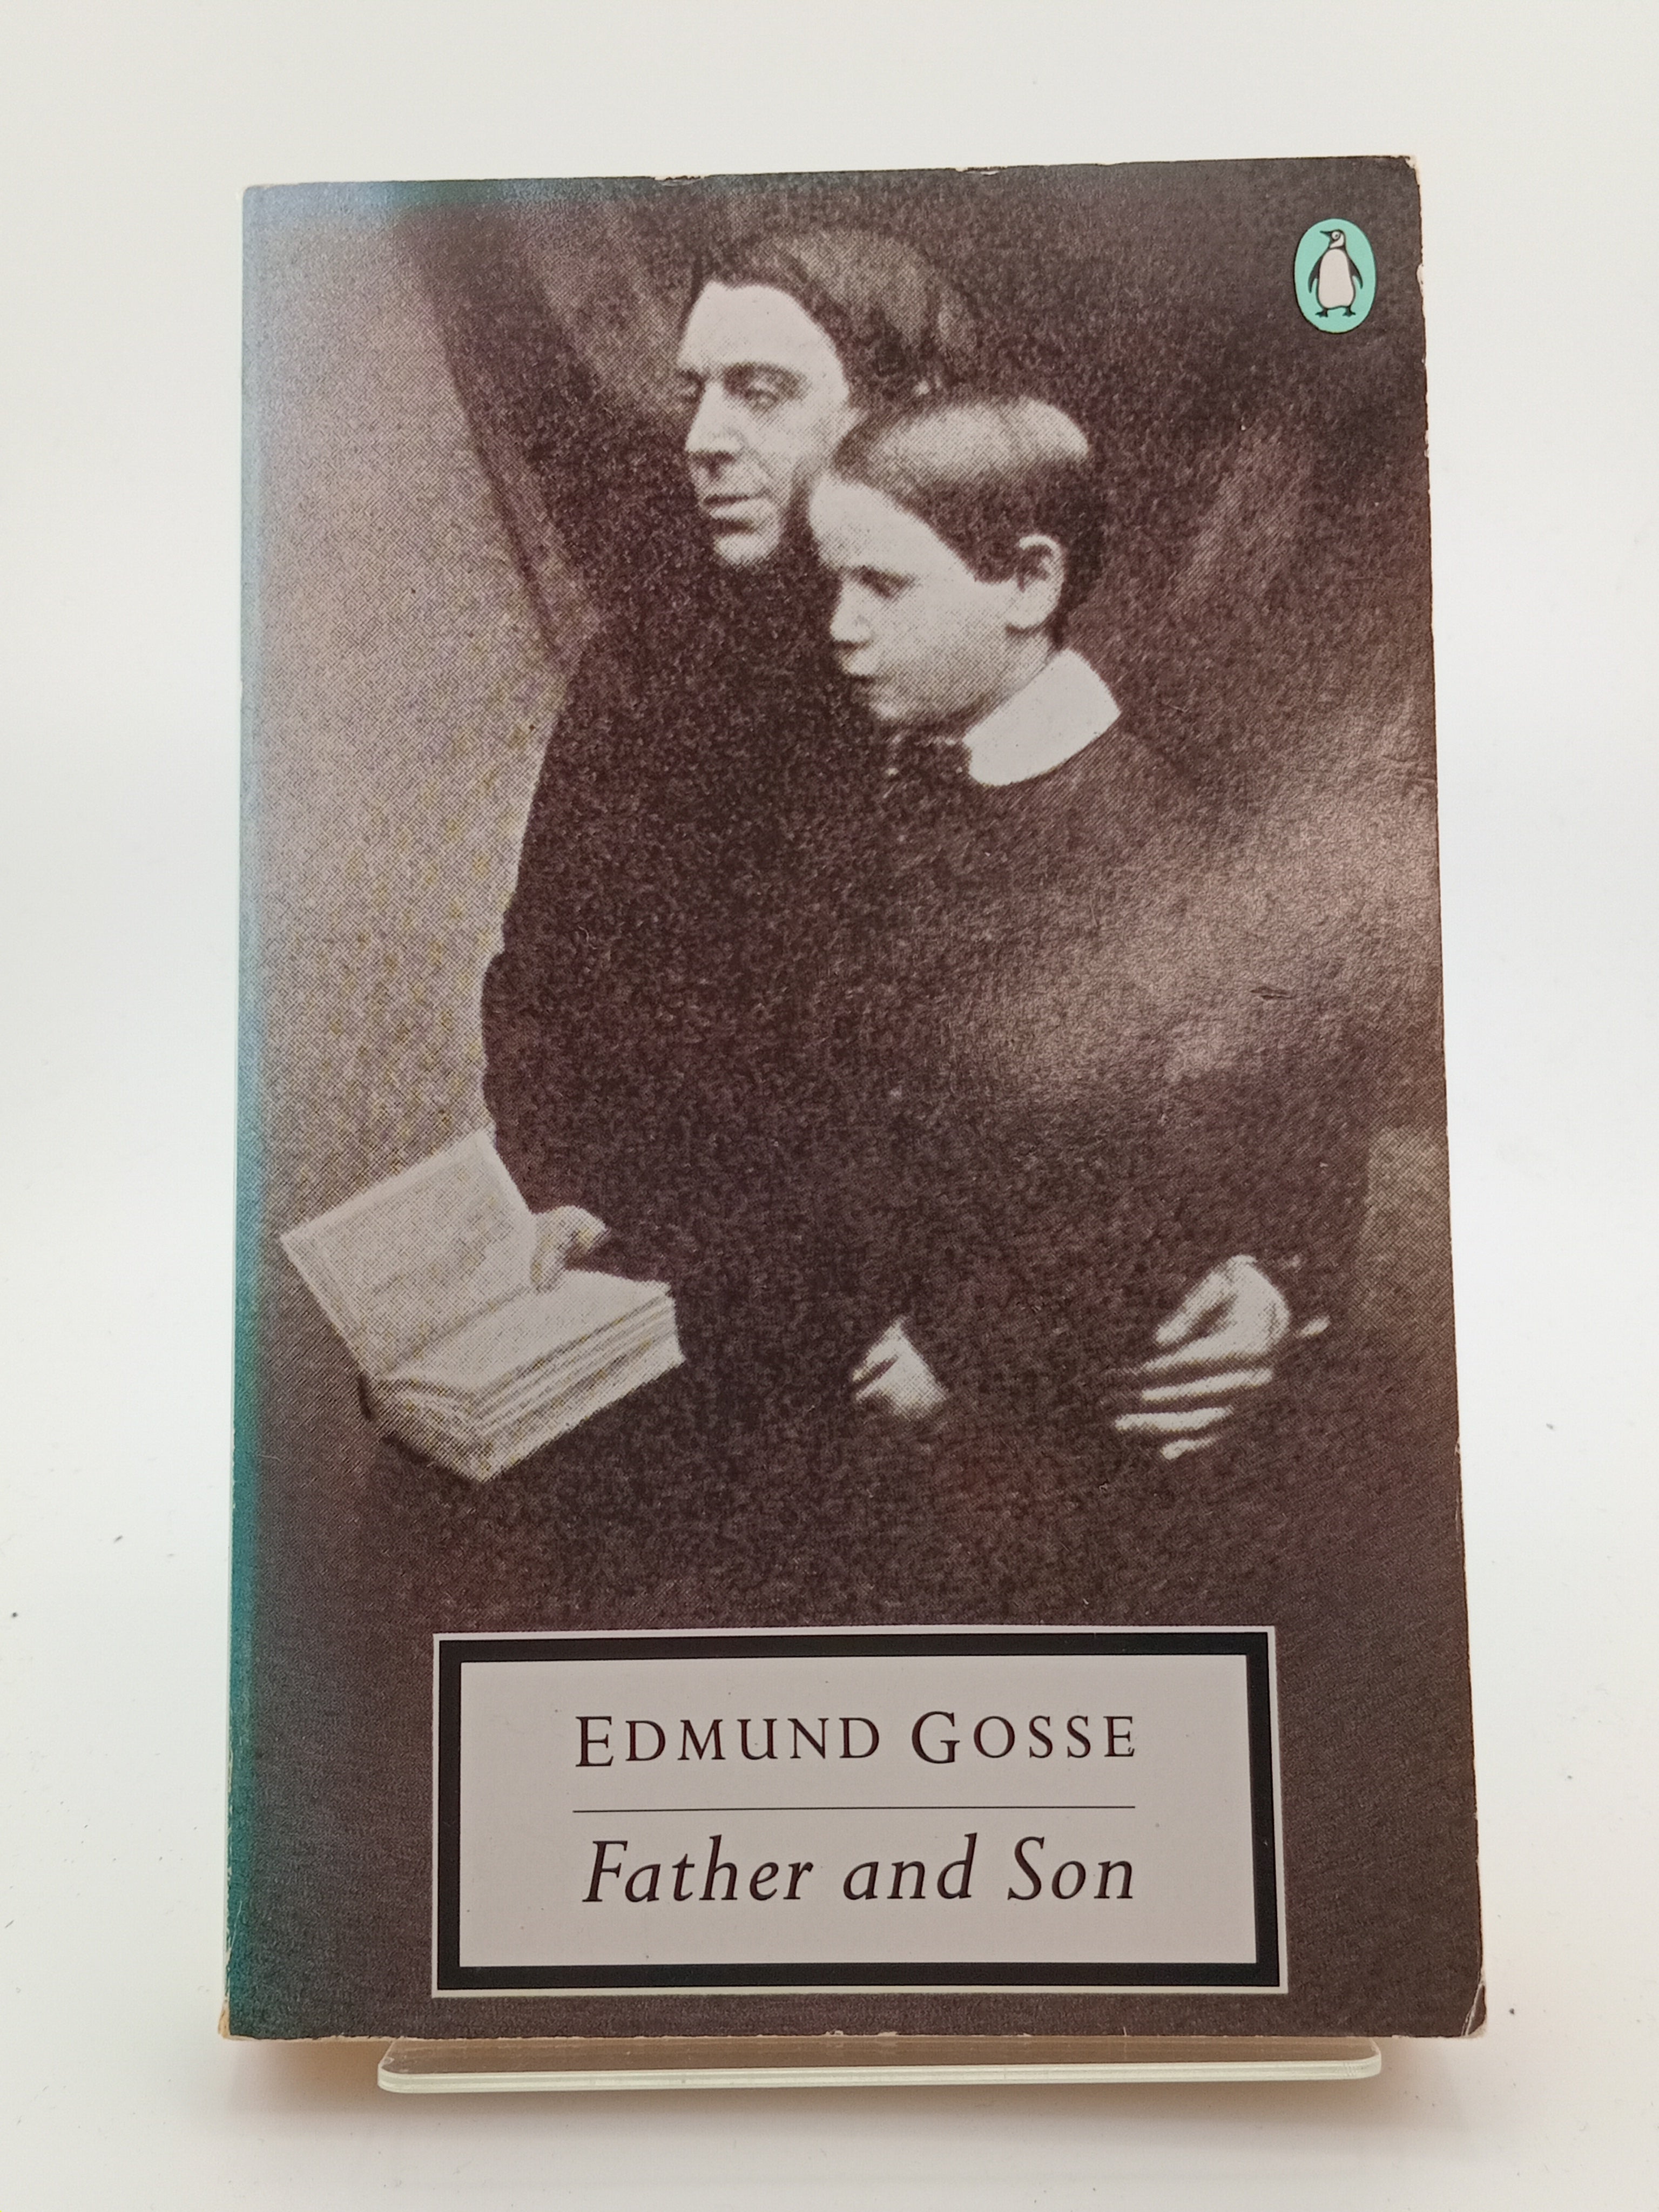 EDMUND GOSSE
Father and Son